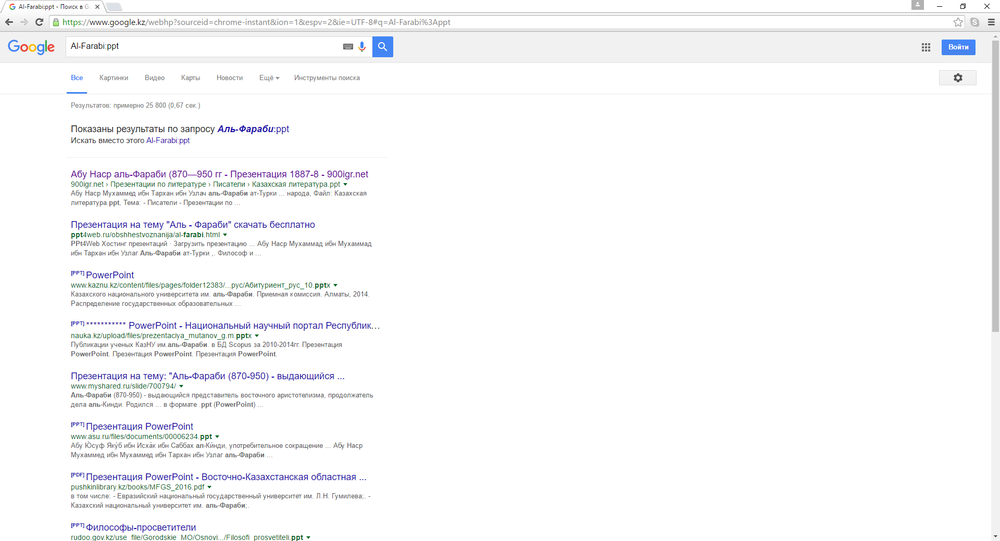 Al-Farabi:ppt - Поиск в Go
https://www.google.kz/webhp?sourceid=chrome-instant&ion=1&espv=2&ie=UTF-8#q=Al-Farabi%3Appt
Google
Al-Farabi:ppt
Войти
Все Картинки Видео Карты Новости Ещё Инструменты поиска
Результатов: примерно 25 800 (0,67 сек.)
Показаны результаты по запросу Аль-Фараби:ppt
Искать вместо этого Al-Farabi:ppt
Абу Наср аль-Фараби (870—950 гг - Презентация 1887-8 - 900igr.net
900igr.net › Презентации по литературе › Писатели › Казахская литература.ppt
Абу Наср Мухаммед ибн Тархан ибн Узлач аль-Фараби ат-Турки ... народа, Файл: Казахская
литература.ppt, Тема: - Писатели - Презентации по ...
Презентация на тему "Аль - Фараби" скачать бесплатно
ppt4web.ru/obshhestvoznanija/al-farabi.html
PPt4Web Хостинг презентаций · Загрузить презентацию ... Абу Наср Мухаммад ибн Мухаммад
ибн Тархан ибн Узлаг Аль-Фараби ат-Турки ,. Философ и ...
[PPT] PowerPoint
www.kaznu.kz/content/files/pages/folder12383/...рус/Абитуриент_рус_10.pptx
Казахского национального университета им. аль-Фараби. Приемная комиссия. Алматы, 2014.
Распределение государственных образовательных ...
[PPT] *********** PowerPoint - Национальный научный портал Республик...
nauka.kz/upload/files/prezentaciya_mutanov_g.m.pptx
Публикации ученых КазНУ им.аль-Фараби. в БД Scopus за 2010-2014гг. Презентация
PowerPoint. Презентация PowerPoint. Презентация PowerPoint.
Презентация на тему: "Аль-Фараби (870-950) - выдающийся ...
www.myshared.ru/slide/700794/
Аль-Фараби (870-950) - выдающийся представитель восточного аристотелизма, продолжатель
дела аль-Кинди. Родился ... в формате .ppt (PowerPoint) ...
[PPT] Презентация PowerPoint
www.asu.ru/files/documents/00006234.ppt
Абу Ю́суф Яку́б ибн Исха́к ибн Саббах ал-Ки́нди, употребительное сокращение ... Абу Наср
Мухаммед ибн Мухаммед ибн Тархан ибн Узлаг аль-Фараби ...
[PDF] Презентация PowerPoint - Восточно-Казахстанская областная ...
pushkinlibrary.kz/books/MFGS_2016.pdf
в том числе: - Евразийский национальный государственный университет им. Л.Н. Гумилева;. -
Казахский национальный университет им. аль-Фараби;.
[PPT] Философы-просветители
rudoo.gov.kz/use_file/Gorodskie_MO/Osnovi.../Filosofi_prosvetiteli.ppt